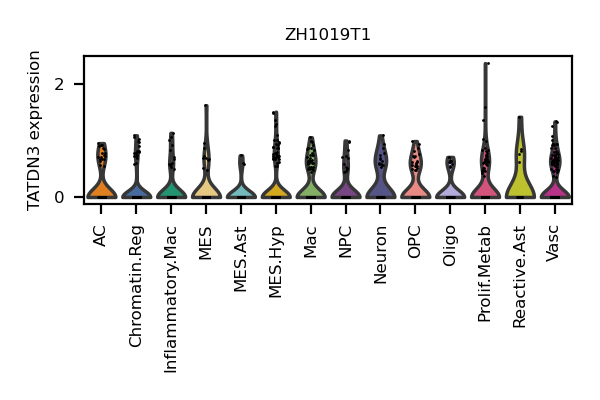 ZH1019T1
TATDN3 expression
2
0
AC
Chromatin.Reg
Inflammatory.Mac
MES
MES.Ast
MES.Hyp
Mac
NPC
Neuron
OPC
Oligo
Prolif.Metab
Reactive.Ast
Vasc